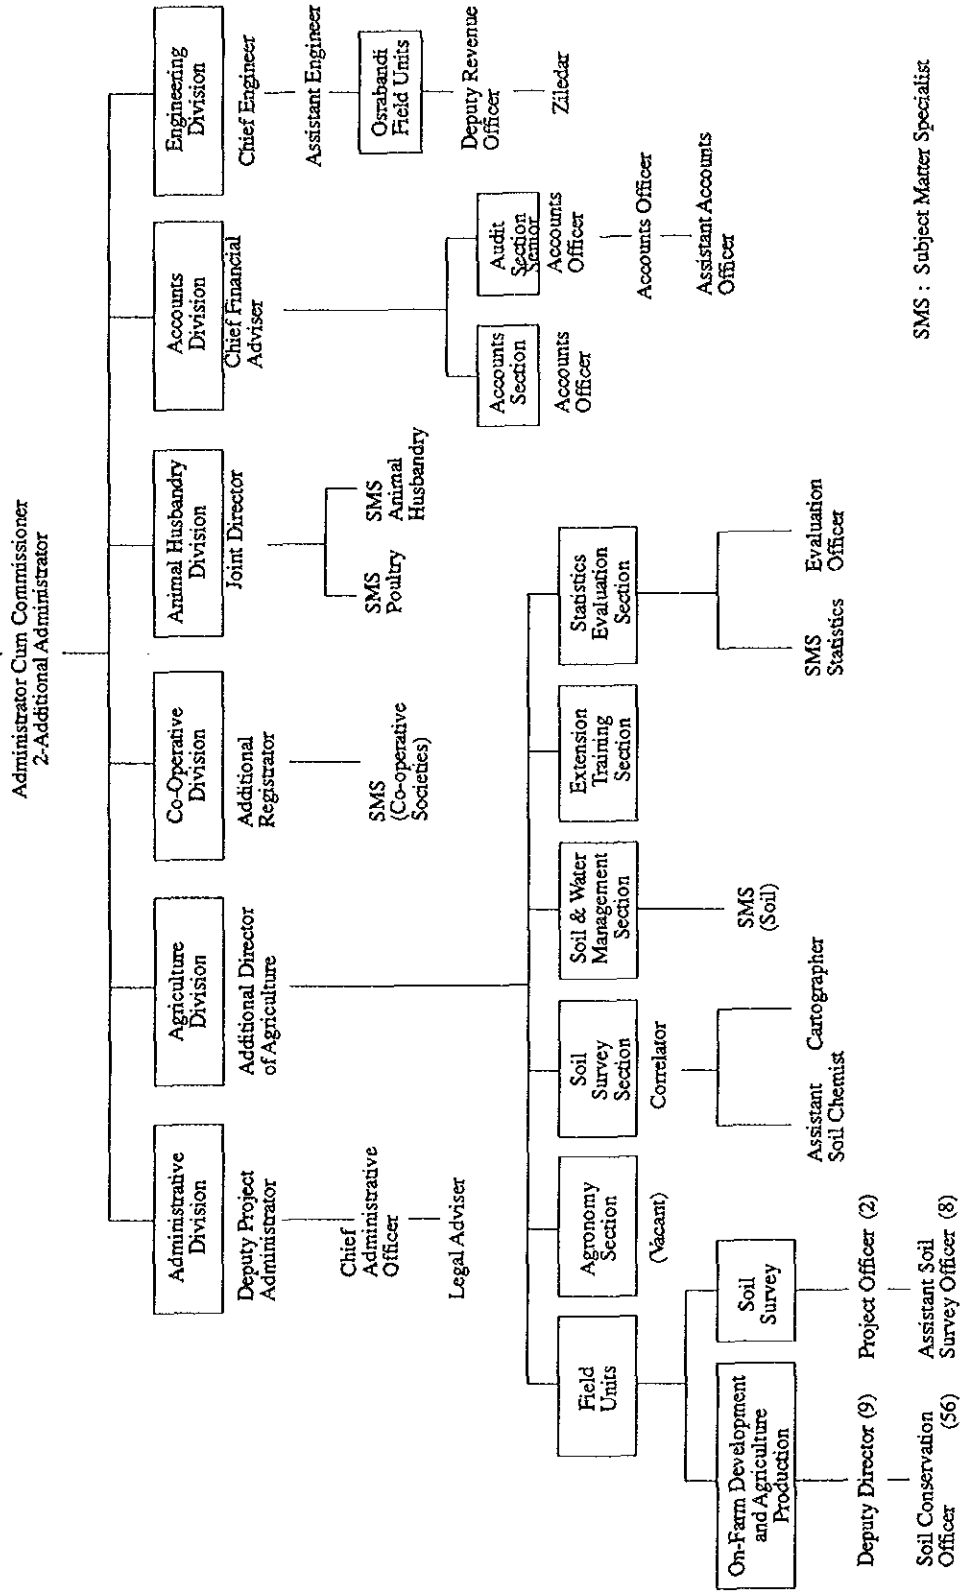 Administrator Cum Commissioner
2-Additional Administrator
Administrative
Division
Deputy Project
Administrator
Chief
Administrative
Officer
Legal Adviser
Agriculture
Division
Additional Director
of Agriculture
Co-Operative
Division
Additional
Registrator
SMS
(Co-operative
Societies)
Animal Husbandry
Division
Joint Director
SMS
Poultry
SMS
Animal
Husbandry
Accounts
Division
Chief Financial
Adviser
Accounts
Section
Accounts
Officer
Audit
Section
Senior
Accounts
Officer
Accounts Officer
Assistant Accounts
Officer
Engineering
Division
Chief Engineer
Assistant Engineer
Osrabandi
Field Units
Deputy Revenue
Officer
Ziledar
Field
Units
On-Farm Development
and Agriculture
Production
Deputy Director (9)
Soil Conservation
Officer (56)
Soil
Survey
Project Officer (2)
Assistant Soil
Survey Officer (8)
Agronomy
Section
(Vacant)
Soil
Survey
Section
Correlator
Assistant
Soil Chemist
Cartographer
Soil & Water
Management
Section
SMS
(Soil)
Extension
Training
Section
Statistics
Evaluation
Section
SMS
Statistics
Evaluation
Officer
SMS : Subject Matter Specialist